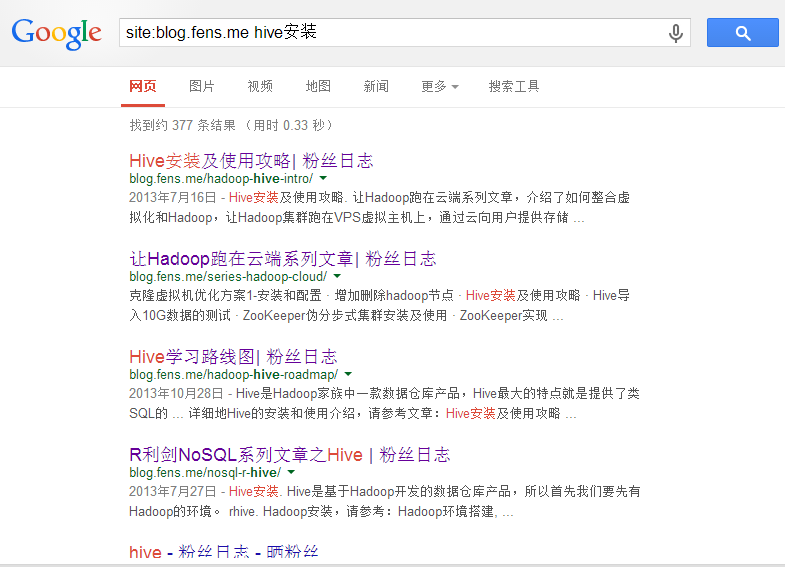 Google
site:blog.fens.me hive安装
网页 图片 视频 地图 新闻 更多 搜索工具
找到约 377 条结果 （用时 0.33 秒）
Hive安装及使用攻略| 粉丝日志
blog.fens.me/hadoop-hive-intro/
2013年7月16日 - Hive安装及使用攻略. 让Hadoop跑在云端系列文章，介绍了如何整合虚
拟化和Hadoop，让Hadoop集群跑在VPS虚拟主机上，通过云向用户提供存储 ...
让Hadoop跑在云端系列文章| 粉丝日志
blog.fens.me/series-hadoop-cloud/
克隆虚拟机优化方案1-安装和配置 · 增加删除hadoop节点 · Hive安装及使用攻略 · Hive导
入10G数据的测试 · ZooKeeper伪分步式集群安装及使用 · ZooKeeper实现 ...
Hive学习路线图| 粉丝日志
blog.fens.me/hadoop-hive-roadmap/
2013年10月28日 - Hive是Hadoop家族中一款数据仓库产品，Hive最大的特点就是提供了类
SQL的 ... 详细地Hive的安装和使用介绍，请参考文章：Hive安装及使用攻略 ...
R利剑NoSQL系列文章之Hive | 粉丝日志
blog.fens.me/nosql-r-hive/
2013年7月27日 - Hive安装. Hive是基于Hadoop开发的数据仓库产品，所以首先我们要先有
Hadoop的环境。 rhive. Hadoop安装，请参考：Hadoop环境搭建, ...
hive - 粉丝日志 - 晒粉丝